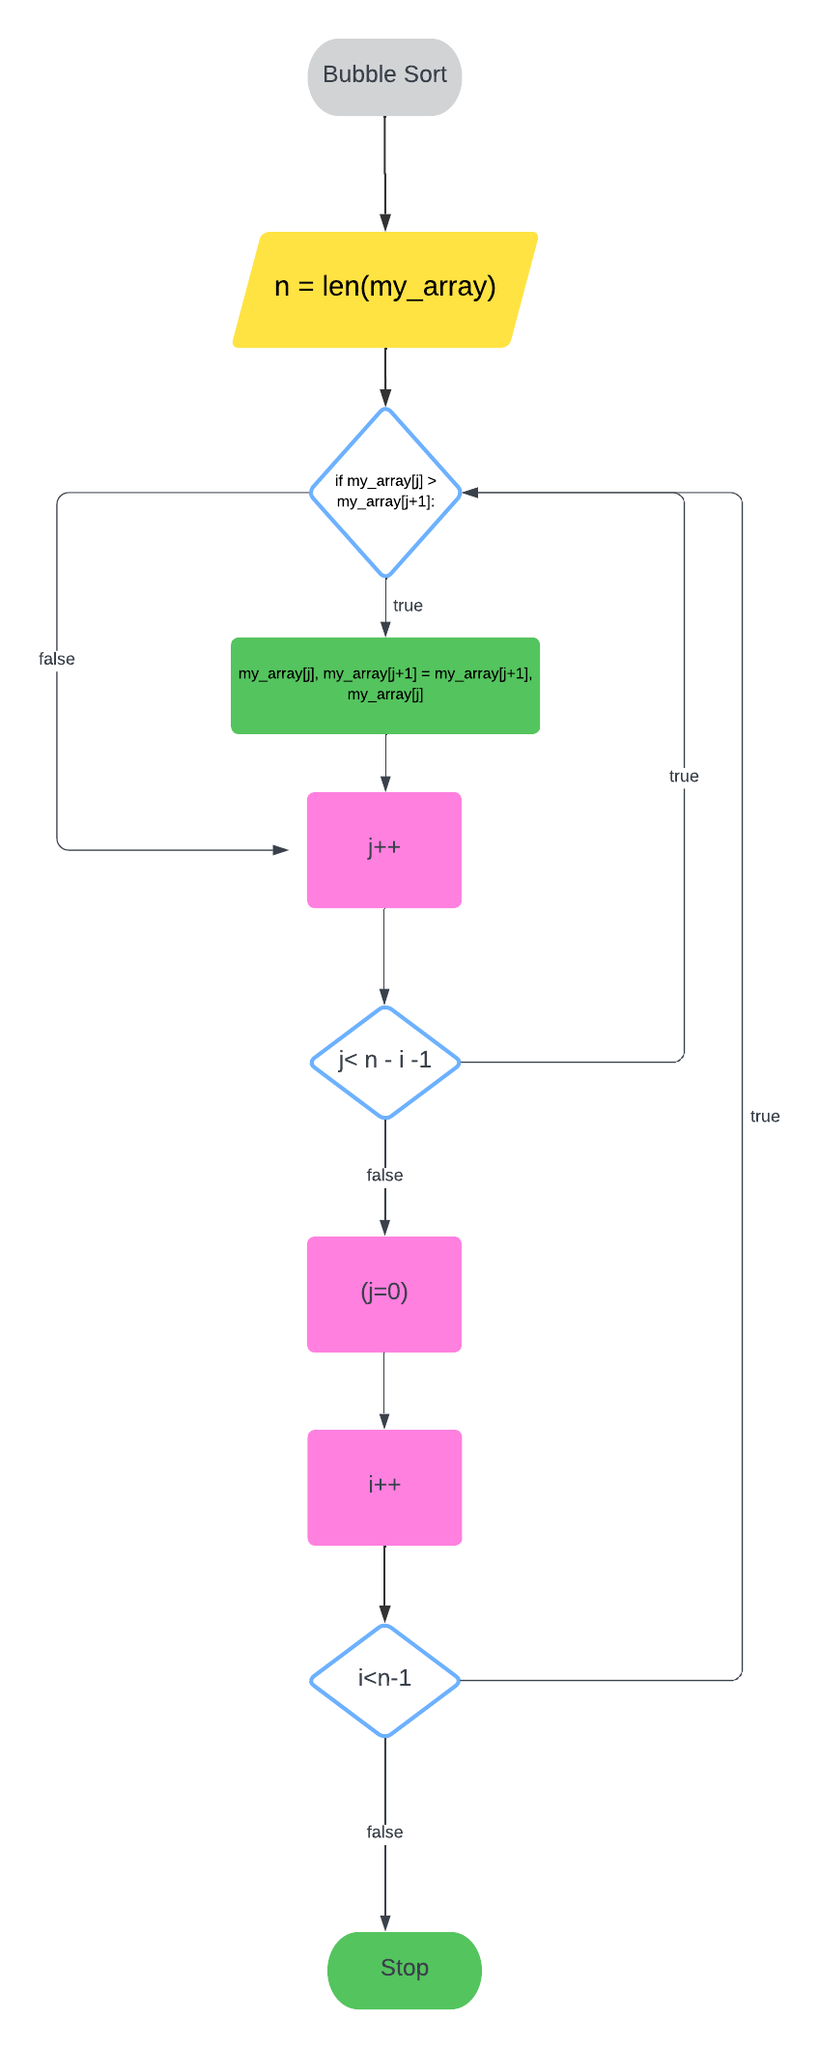 Bubble Sort
n = len(my_array)
if my_array[j] >
my_array[j+1]:
true
false
my_array[j], my_array[j+1] = my_array[j+1],
my_array[j]
true
j++
j< n - i -1
true
false
(j=0)
i++
i<n-1
false
Stop